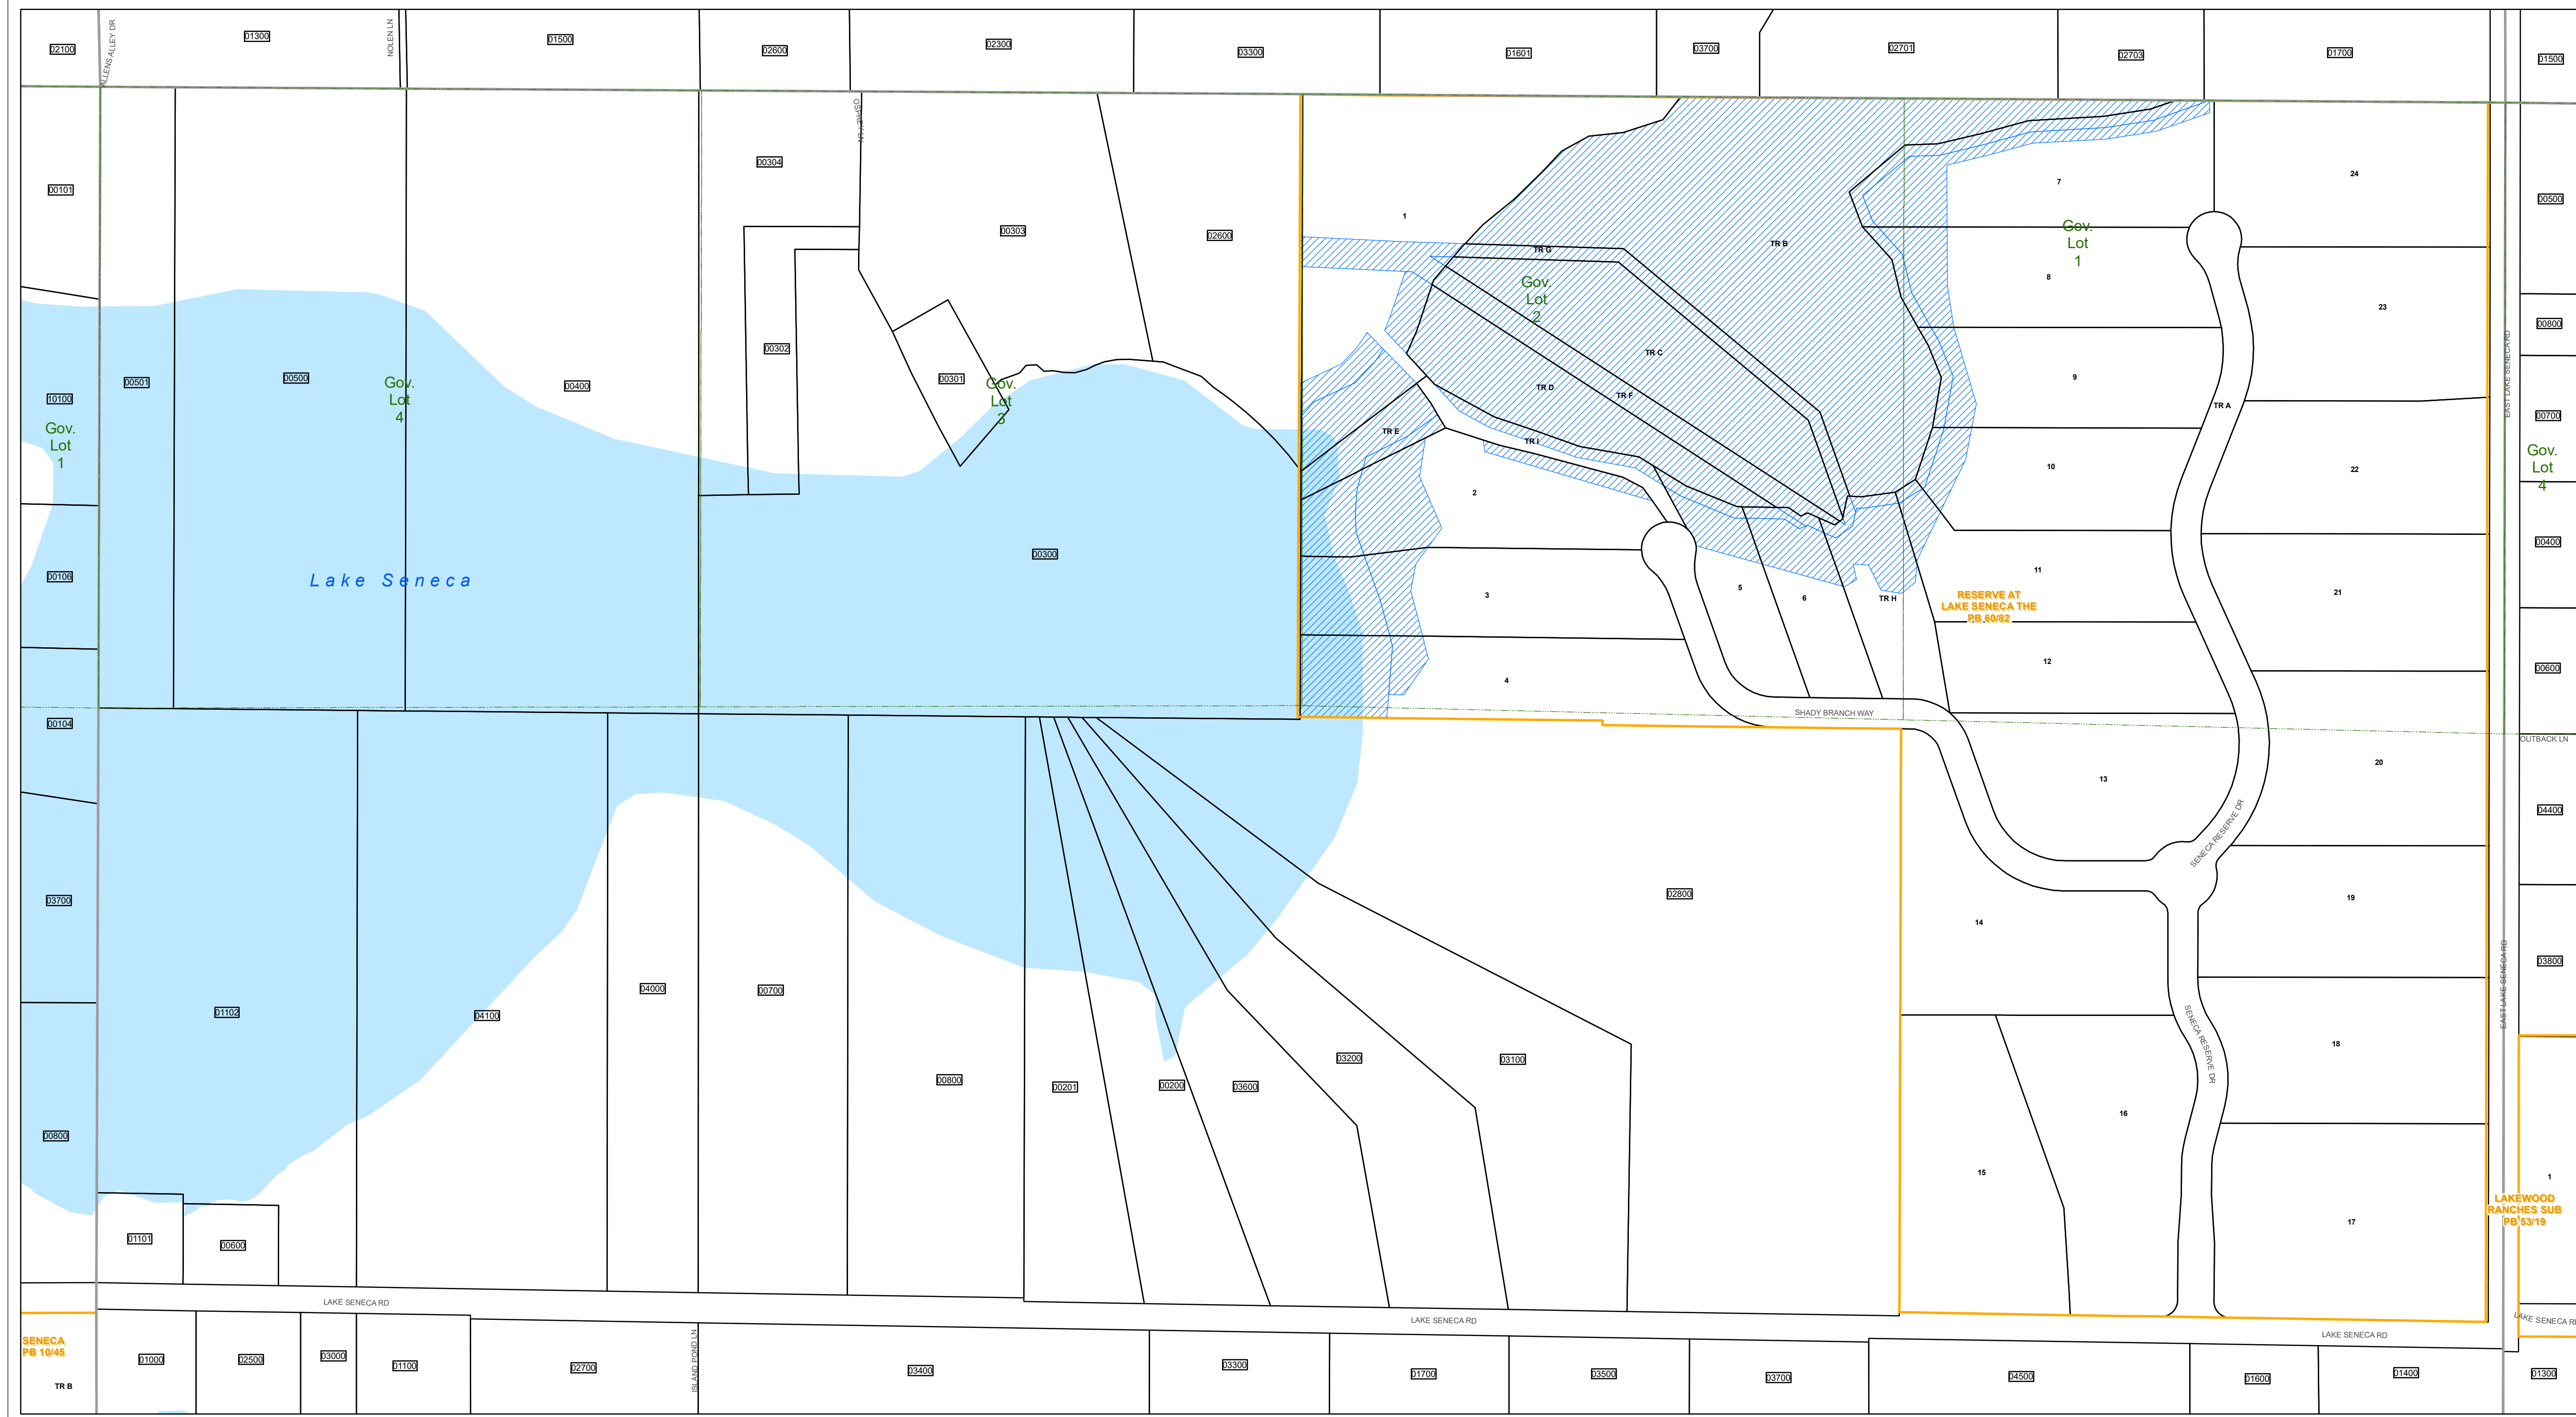 02100
ALLENS ALLEY DR
01300
NOLEN LN
01500
02600
02300
03300
01601
03700
02701
02703
01700
01500
00101
OSPREY LN
00304
00303
02600
1
TR G
TR B
7
24
00500
Gov.
Lot
1
Gov.
Lot
2
8
23
00800
EAST LAKE SENECA RD
00302
00301
Gov.
Lot
3
10100
00501
00500
Gov.
Lot
4
00400
TR C
TR D
TR F
9
TR A
00700
Gov.
Lot
1
TR E
TR I
10
22
Gov.
Lot
4
2
00300
00400
00106
Lake Seneca
3
5
6
TR H
11
21
RESERVE AT
LAKE SENECA THE
PB 60/82
12
00600
4
00104
SHADY BRANCH WAY
OUTBACK LN
13
20
04400
SENECA RESERVE DR
03700
02800
14
19
03800
EAST LAKE SENECA RD
01102
04100
04000
00700
00800
00201
00200
03600
03200
03100
SENECA RESERVE DR
18
16
00800
15
1
LAKEWOOD
RANCHES SUB
PB 53/19
17
01101
00600
LAKE SENECA RD
LAKE SENECA RD
LAKE SENECA RD
LAKE SENECA RD
SENECA
PB 10/45
TR B
01000
02500
03000
01100
02700
ISLAND POND LN
03400
03300
01700
03500
03700
04500
01600
01400
01300